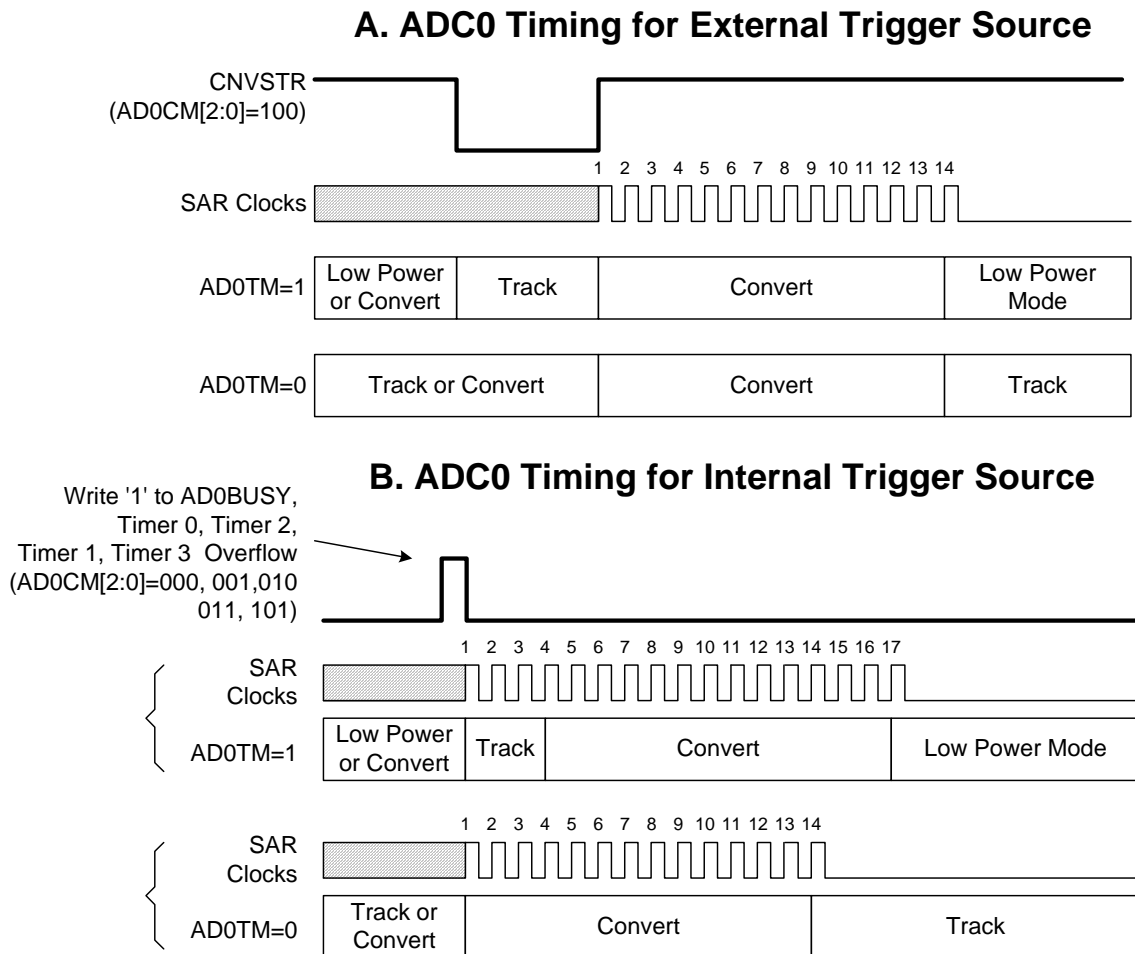 A. ADC0 Timing for External Trigger Source
CNVSTR
(AD0CM[2:0]=100)
1 2 3 4 5 6 7 8 9 10 11 12 13 14
SAR Clocks
AD0TM=1
Low Power
or Convert
Track
Convert
Low Power
Mode
AD0TM=0
Track or Convert
Convert
Track
B. ADC0 Timing for Internal Trigger Source
Write '1' to AD0BUSY,
Timer 0, Timer 2,
Timer 1, Timer 3 Overflow
(AD0CM[2:0]=000, 001,010
011, 101)
1 2 3 4 5 6 7 8 9 10 11 12 13 14 15 16 17
SAR
Clocks
AD0TM=1
Low Power
or Convert
Track
Convert
Low Power Mode
1 2 3 4 5 6 7 8 9 10 11 12 13 14
SAR
Clocks
AD0TM=0
Track or
Convert
Convert
Track